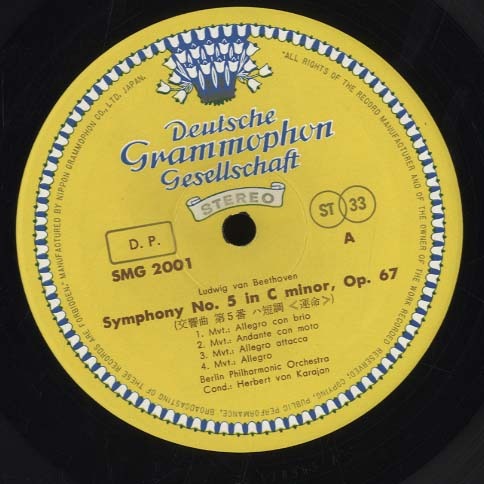 Deutsche
Grammophon
Gesellschaft
STEREO
D. P.
SMG 2001
ST 33
A
Ludwig van Beethoven
Symphony No. 5 in C minor, Op. 67
(交響曲 第5番 ハ短調 <運命>)
1. Mvt.: Allegro con brio
2. Mvt.: Andante con moto
3. Mvt.: Allegro attacca
4. Mvt.: Allegro
Berlin Philharmonic Orchestra
Cond.: Herbert von Karajan
"ALL RIGHTS OF THE RECORD MANUFACTURER AND OF THE OWNER OF THE WORK RECORDED RESERVED. COPYING, PUBLIC PERFORMANCE, BROADCASTING OF THESE RECORDS ARE FORBIDDEN." MANUFACTURED BY NIPPON GRAMMOPHON CO., LTD., JAPAN.